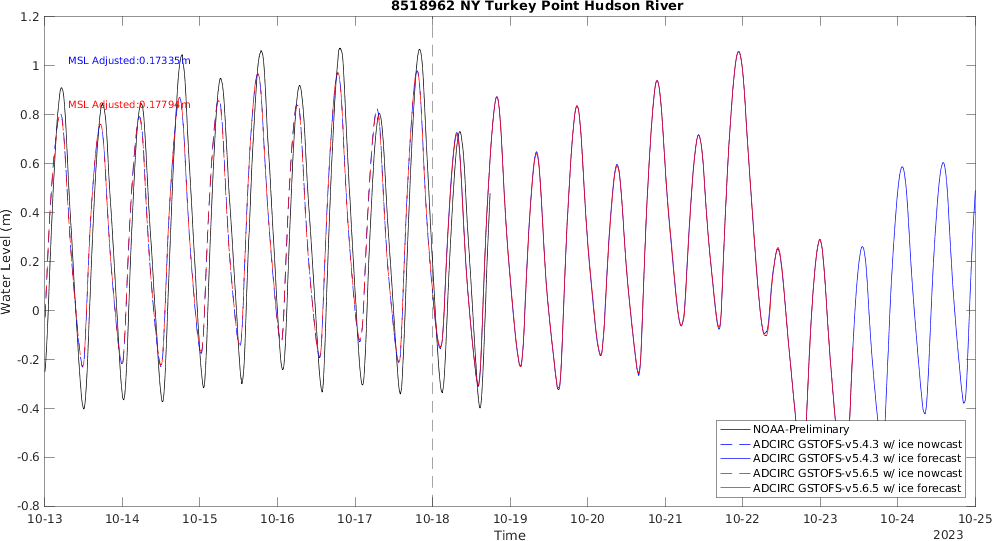 8518962 NY Turkey Point Hudson River
1.2
1
0.8
0.6
0.4
0.2
0
-0.2
-0.4
-0.6
-0.8
Water Level (m)
MSL Adjusted:0.17335m
MSL Adjusted:0.17794m
NOAA-Preliminary
ADCIRC GSTOFS-v5.4.3 w/ ice nowcast
ADCIRC GSTOFS-v5.4.3 w/ ice forecast
ADCIRC GSTOFS-v5.6.5 w/ ice nowcast
ADCIRC GSTOFS-v5.6.5 w/ ice forecast
10-13 10-14 10-15 10-16 10-17 10-18 10-19 10-20 10-21 10-22 10-23 10-24 10-25
Time
2023